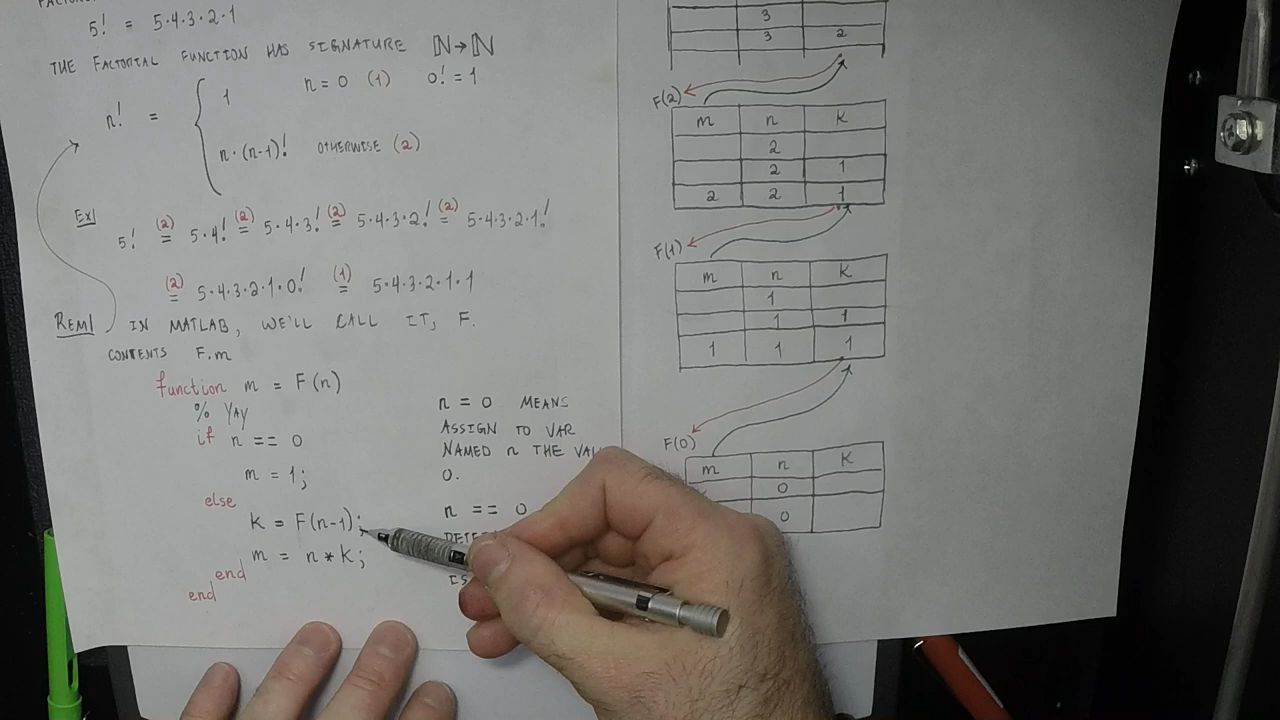 5! = 5·4·3·2·1
THE FACTORIAL FUNCTION HAS SIGNATURE ℕ→ℕ
n! = { 1 n = 0 (1) 0! = 1
n·(n-1)! OTHERWISE (2)
Ex1 5! (2)= 5·4! (2)= 5·4·3! (2)= 5·4·3·2! (2)= 5·4·3·2·1!
(2)= 5·4·3·2·1·0! (1)= 5·4·3·2·1·1
REM1 IN MATLAB, WE'LL CALL IT, F.
CONTENTS F.m
function m = F(n)
% YAY
if n == 0
m = 1;
else
K = F(n-1);
m = n * K;
end
end
n = 0 MEANS
ASSIGN TO VAR
NAMED n THE
0.
n == 0
3
3 2
F(2)
m n K
2
2 1
2 2 1
F(1)
m n K
1
1 1
1 1 1
F(0)
m n K
0
0